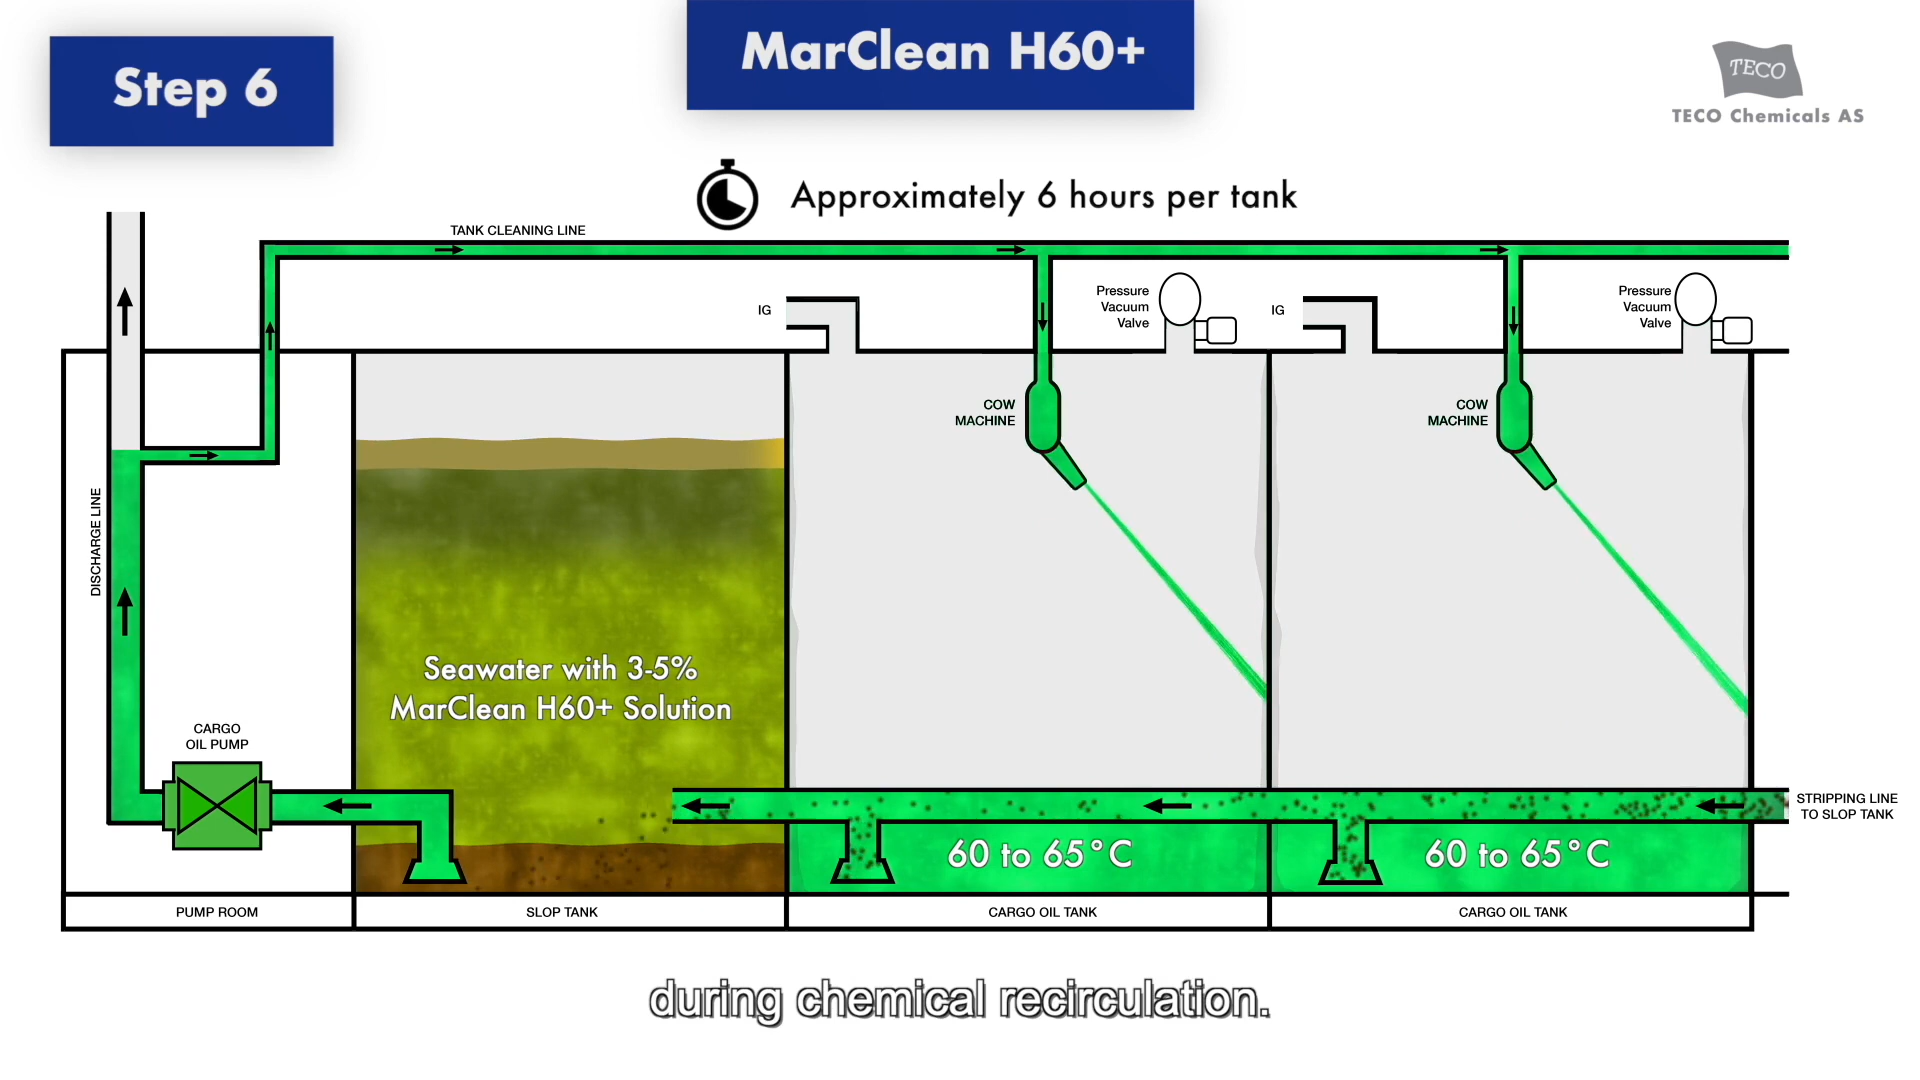 MarClean H60+
Step 6
TECO
TECO Chemicals AS
Approximately 6 hours per tank
TANK CLEANING LINE
IG
Pressure
Vacuum
Valve
IG
Pressure
Vacuum
Valve
COW
MACHINE
COW
MACHINE
DISCHARGE LINE
Seawater with 3-5%
MarClean H60+ Solution
CARGO
OIL PUMP
STRIPPING LINE
TO SLOP TANK
60 to 65°C
60 to 65°C
PUMP ROOM
SLOP TANK
CARGO OIL TANK
CARGO OIL TANK
during chemical recirculation.